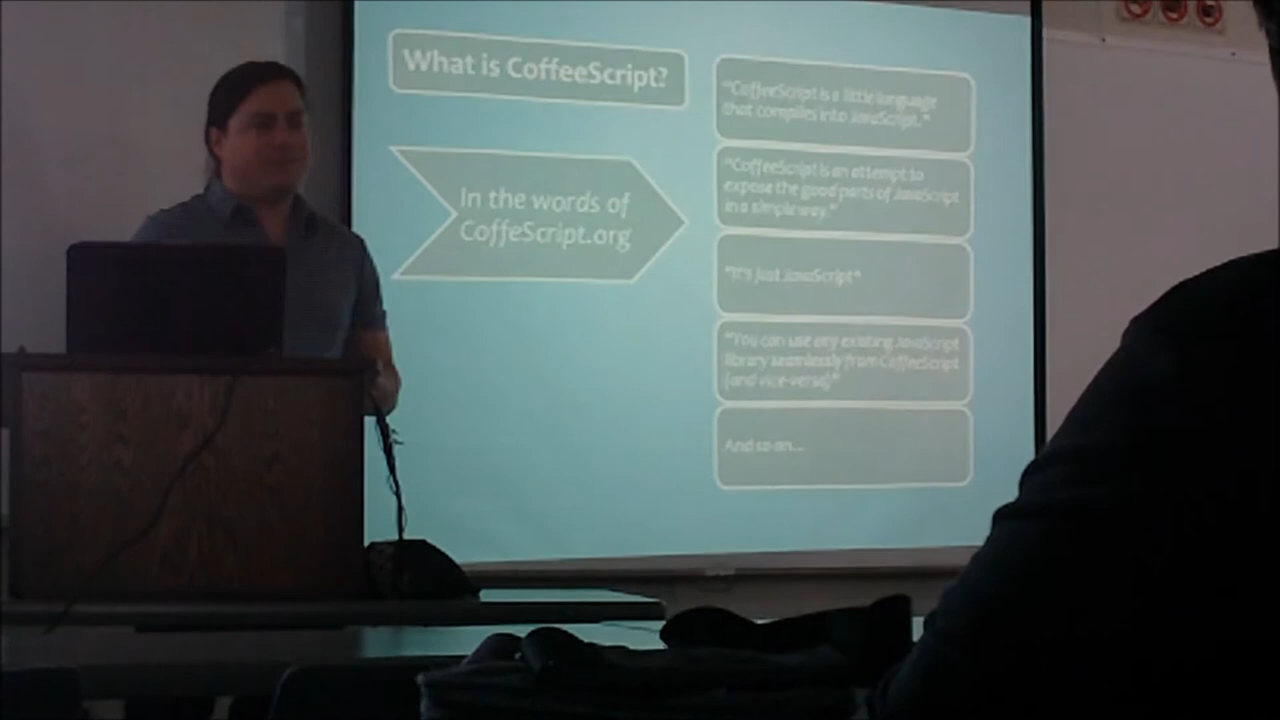 What is CoffeeScript?
In the words of
CoffeScript.org
"CoffeeScript is a little language
that compiles into JavaScript."
"CoffeeScript is an attempt to
expose the good parts of JavaScript
in a simple way."
"It's just JavaScript"
"You can use any existing JavaScript
library seamlessly from CoffeeScript
(and vice-versa)"
And so on...